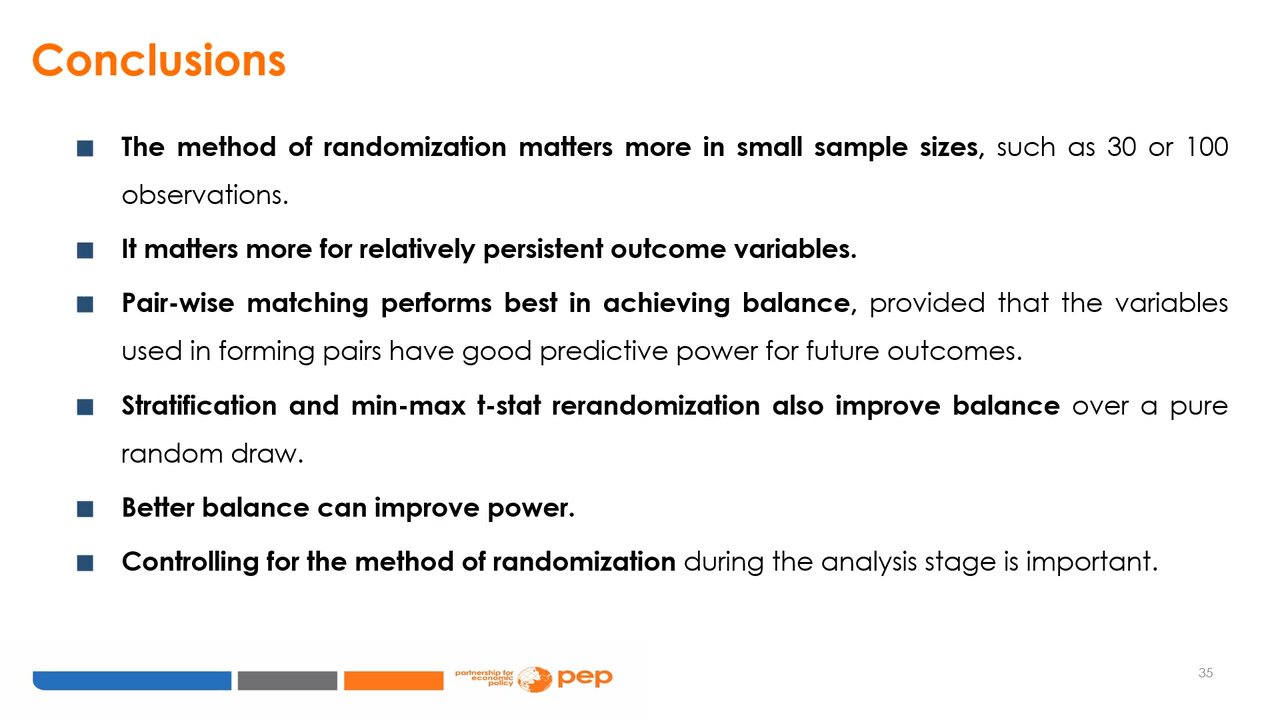 Conclusions
■ The method of randomization matters more in small sample sizes, such as 30 or 100
observations.
■ It matters more for relatively persistent outcome variables.
■ Pair-wise matching performs best in achieving balance, provided that the variables
used in forming pairs have good predictive power for future outcomes.
■ Stratification and min-max t-stat rerandomization also improve balance over a pure
random draw.
■ Better balance can improve power.
■ Controlling for the method of randomization during the analysis stage is important.
partnership for
economic
policy
pep
35